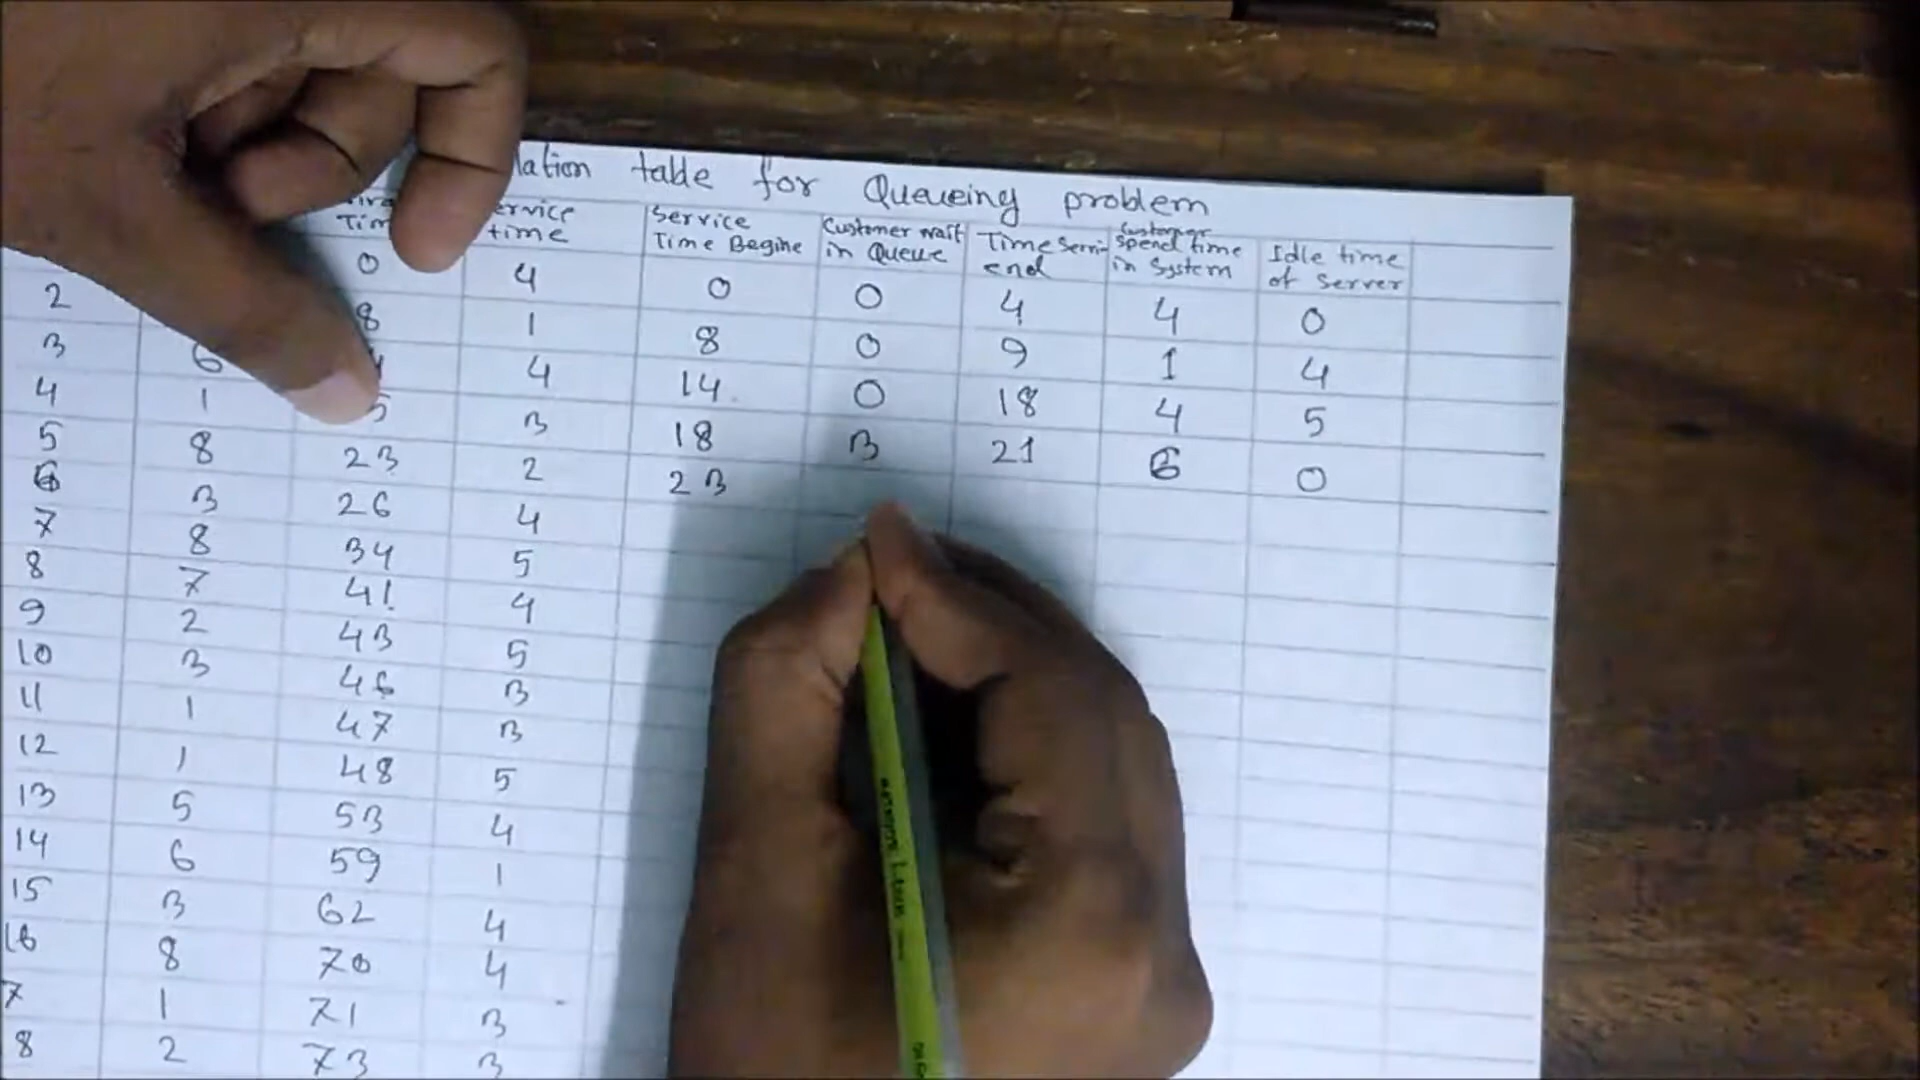 lation table for Queueing problem
Time service time Service Time Begine Customer wait in Queue Time Servi- end customer spend time in System Idle time of Server
0 4 0 0 4 4 0
2 8 1 8 0 9 1 4
3 6 4 4 14 0 18 4 5
4 1 5 3 18 3 21 6 0
5 8 23 2 23
6 3 26 4
7 8 34 5
8 7 41 4
9 2 43 5
10 3 46 3
11 1 47 3
12 1 48 5
13 5 53 4
14 6 59 1
15 3 62 4
16 8 70 4
7 1 71 3
8 2 73 3